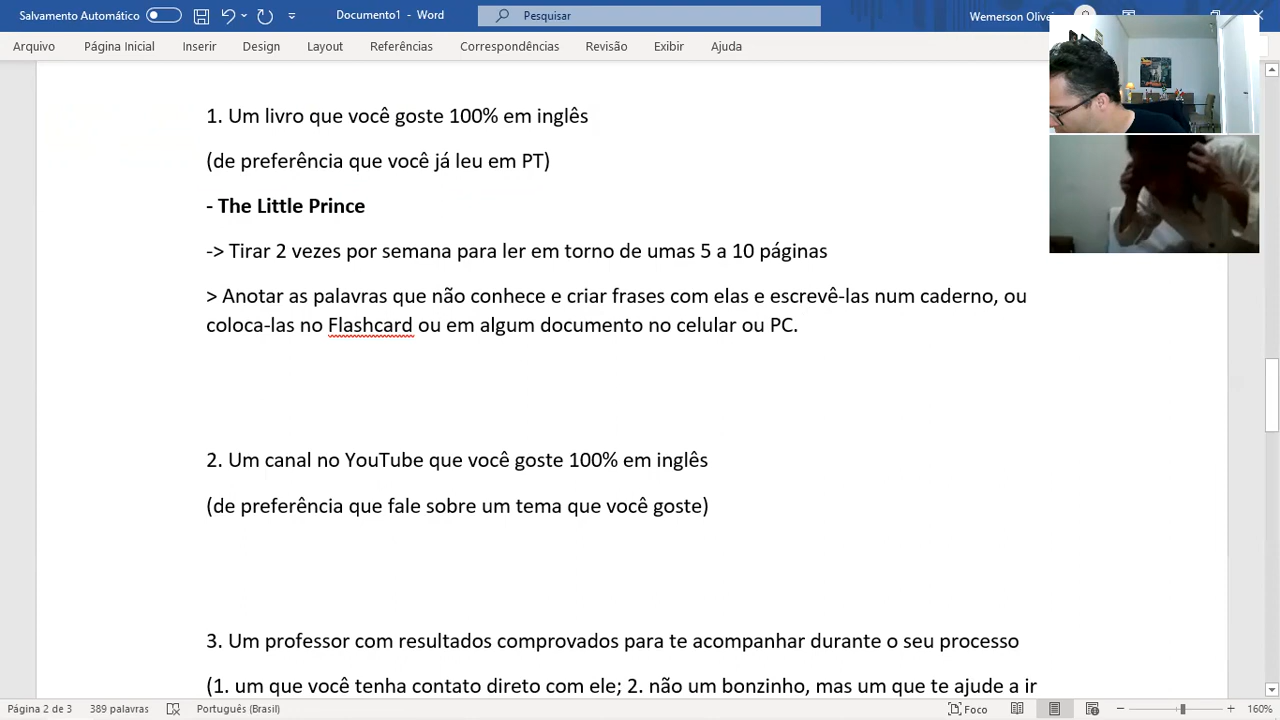 Salvamento Automático
Documento1 - Word
Pesquisar
Wemerson Olive
Arquivo Página Inicial Inserir Design Layout Referências Correspondências Revisão Exibir Ajuda
1. Um livro que você goste 100% em inglês
(de preferência que você já leu em PT)
- The Little Prince
-> Tirar 2 vezes por semana para ler em torno de umas 5 a 10 páginas
> Anotar as palavras que não conhece e criar frases com elas e escrevê-las num caderno, ou
coloca-las no Flashcard ou em algum documento no celular ou PC.
2. Um canal no YouTube que você goste 100% em inglês
(de preferência que fale sobre um tema que você goste)
3. Um professor com resultados comprovados para te acompanhar durante o seu processo
(1. um que você tenha contato direto com ele; 2. não um bonzinho, mas um que te ajude a ir
Página 2 de 3 389 palavras Português (Brasil) Foco 160%